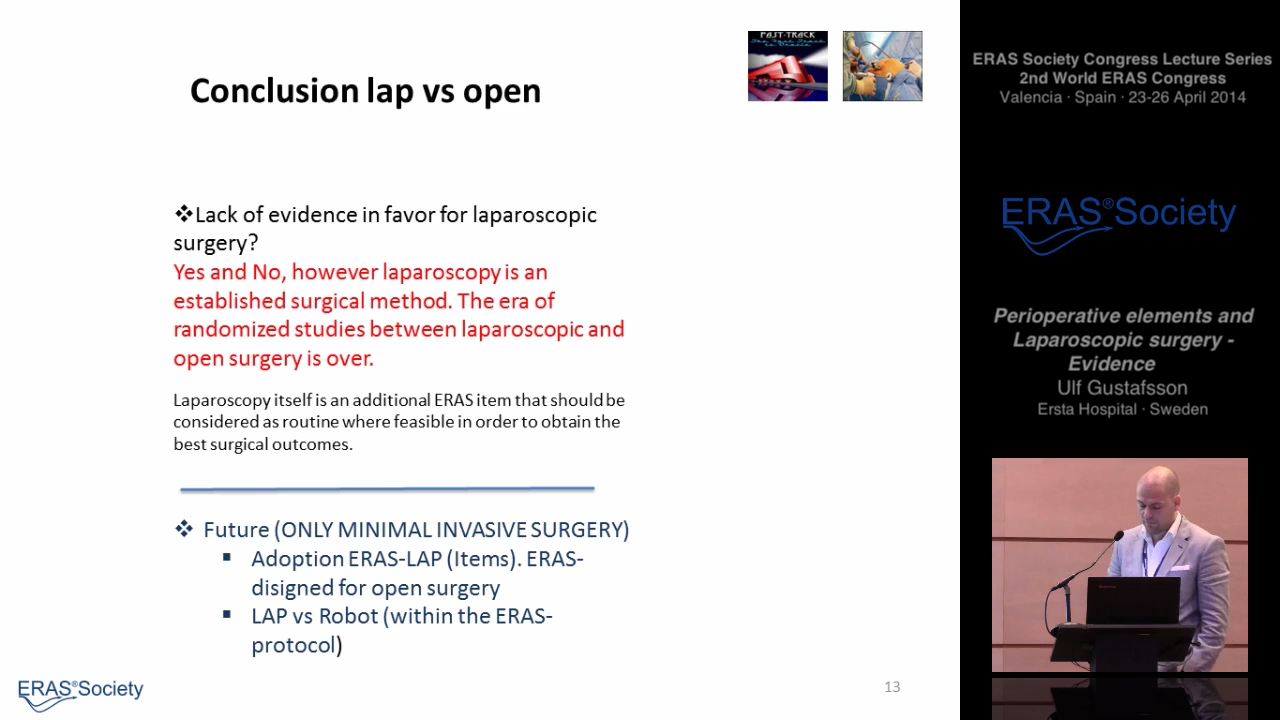 FAST-TRACK
Conclusion lap vs open
❖Lack of evidence in favor for laparoscopic
surgery?
Yes and No, however laparoscopy is an
established surgical method. The era of
randomized studies between laparoscopic and
open surgery is over.
Laparoscopy itself is an additional ERAS item that should be
considered as routine where feasible in order to obtain the
best surgical outcomes.
❖ Future (ONLY MINIMAL INVASIVE SURGERY)
▪ Adoption ERAS-LAP (Items). ERAS-
disigned for open surgery
▪ LAP vs Robot (within the ERAS-
protocol)
ERAS®Society
13
ERAS Society Congress Lecture Series
2nd World ERAS Congress
Valencia · Spain · 23-26 April 2014
ERAS®Society
Perioperative elements and
Laparoscopic surgery -
Evidence
Ulf Gustafsson
Ersta Hospital · Sweden